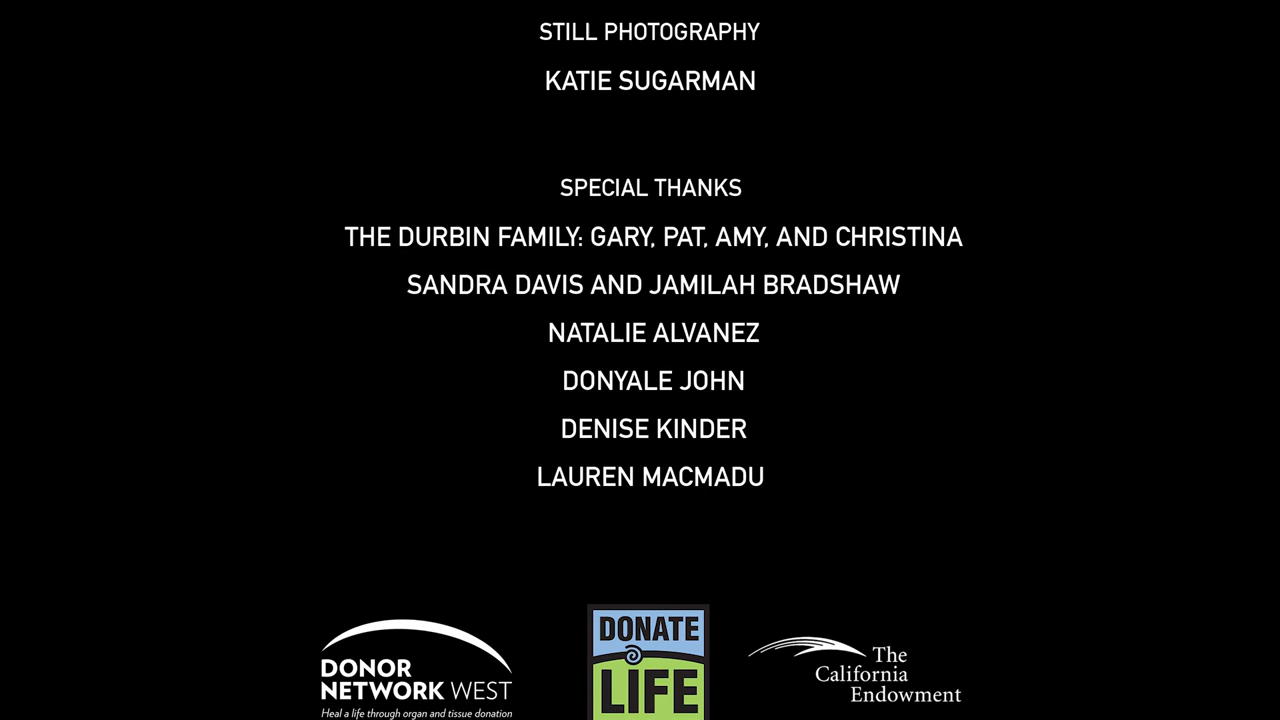 STILL PHOTOGRAPHY
KATIE SUGARMAN
SPECIAL THANKS
THE DURBIN FAMILY: GARY, PAT, AMY, AND CHRISTINA
SANDRA DAVIS AND JAMILAH BRADSHAW
NATALIE ALVANEZ
DONYALE JOHN
DENISE KINDER
LAUREN MACMADU
DONOR
NETWORK WEST
Heal a life through organ and tissue donation
DONATE
LIFE
The
California
Endowment